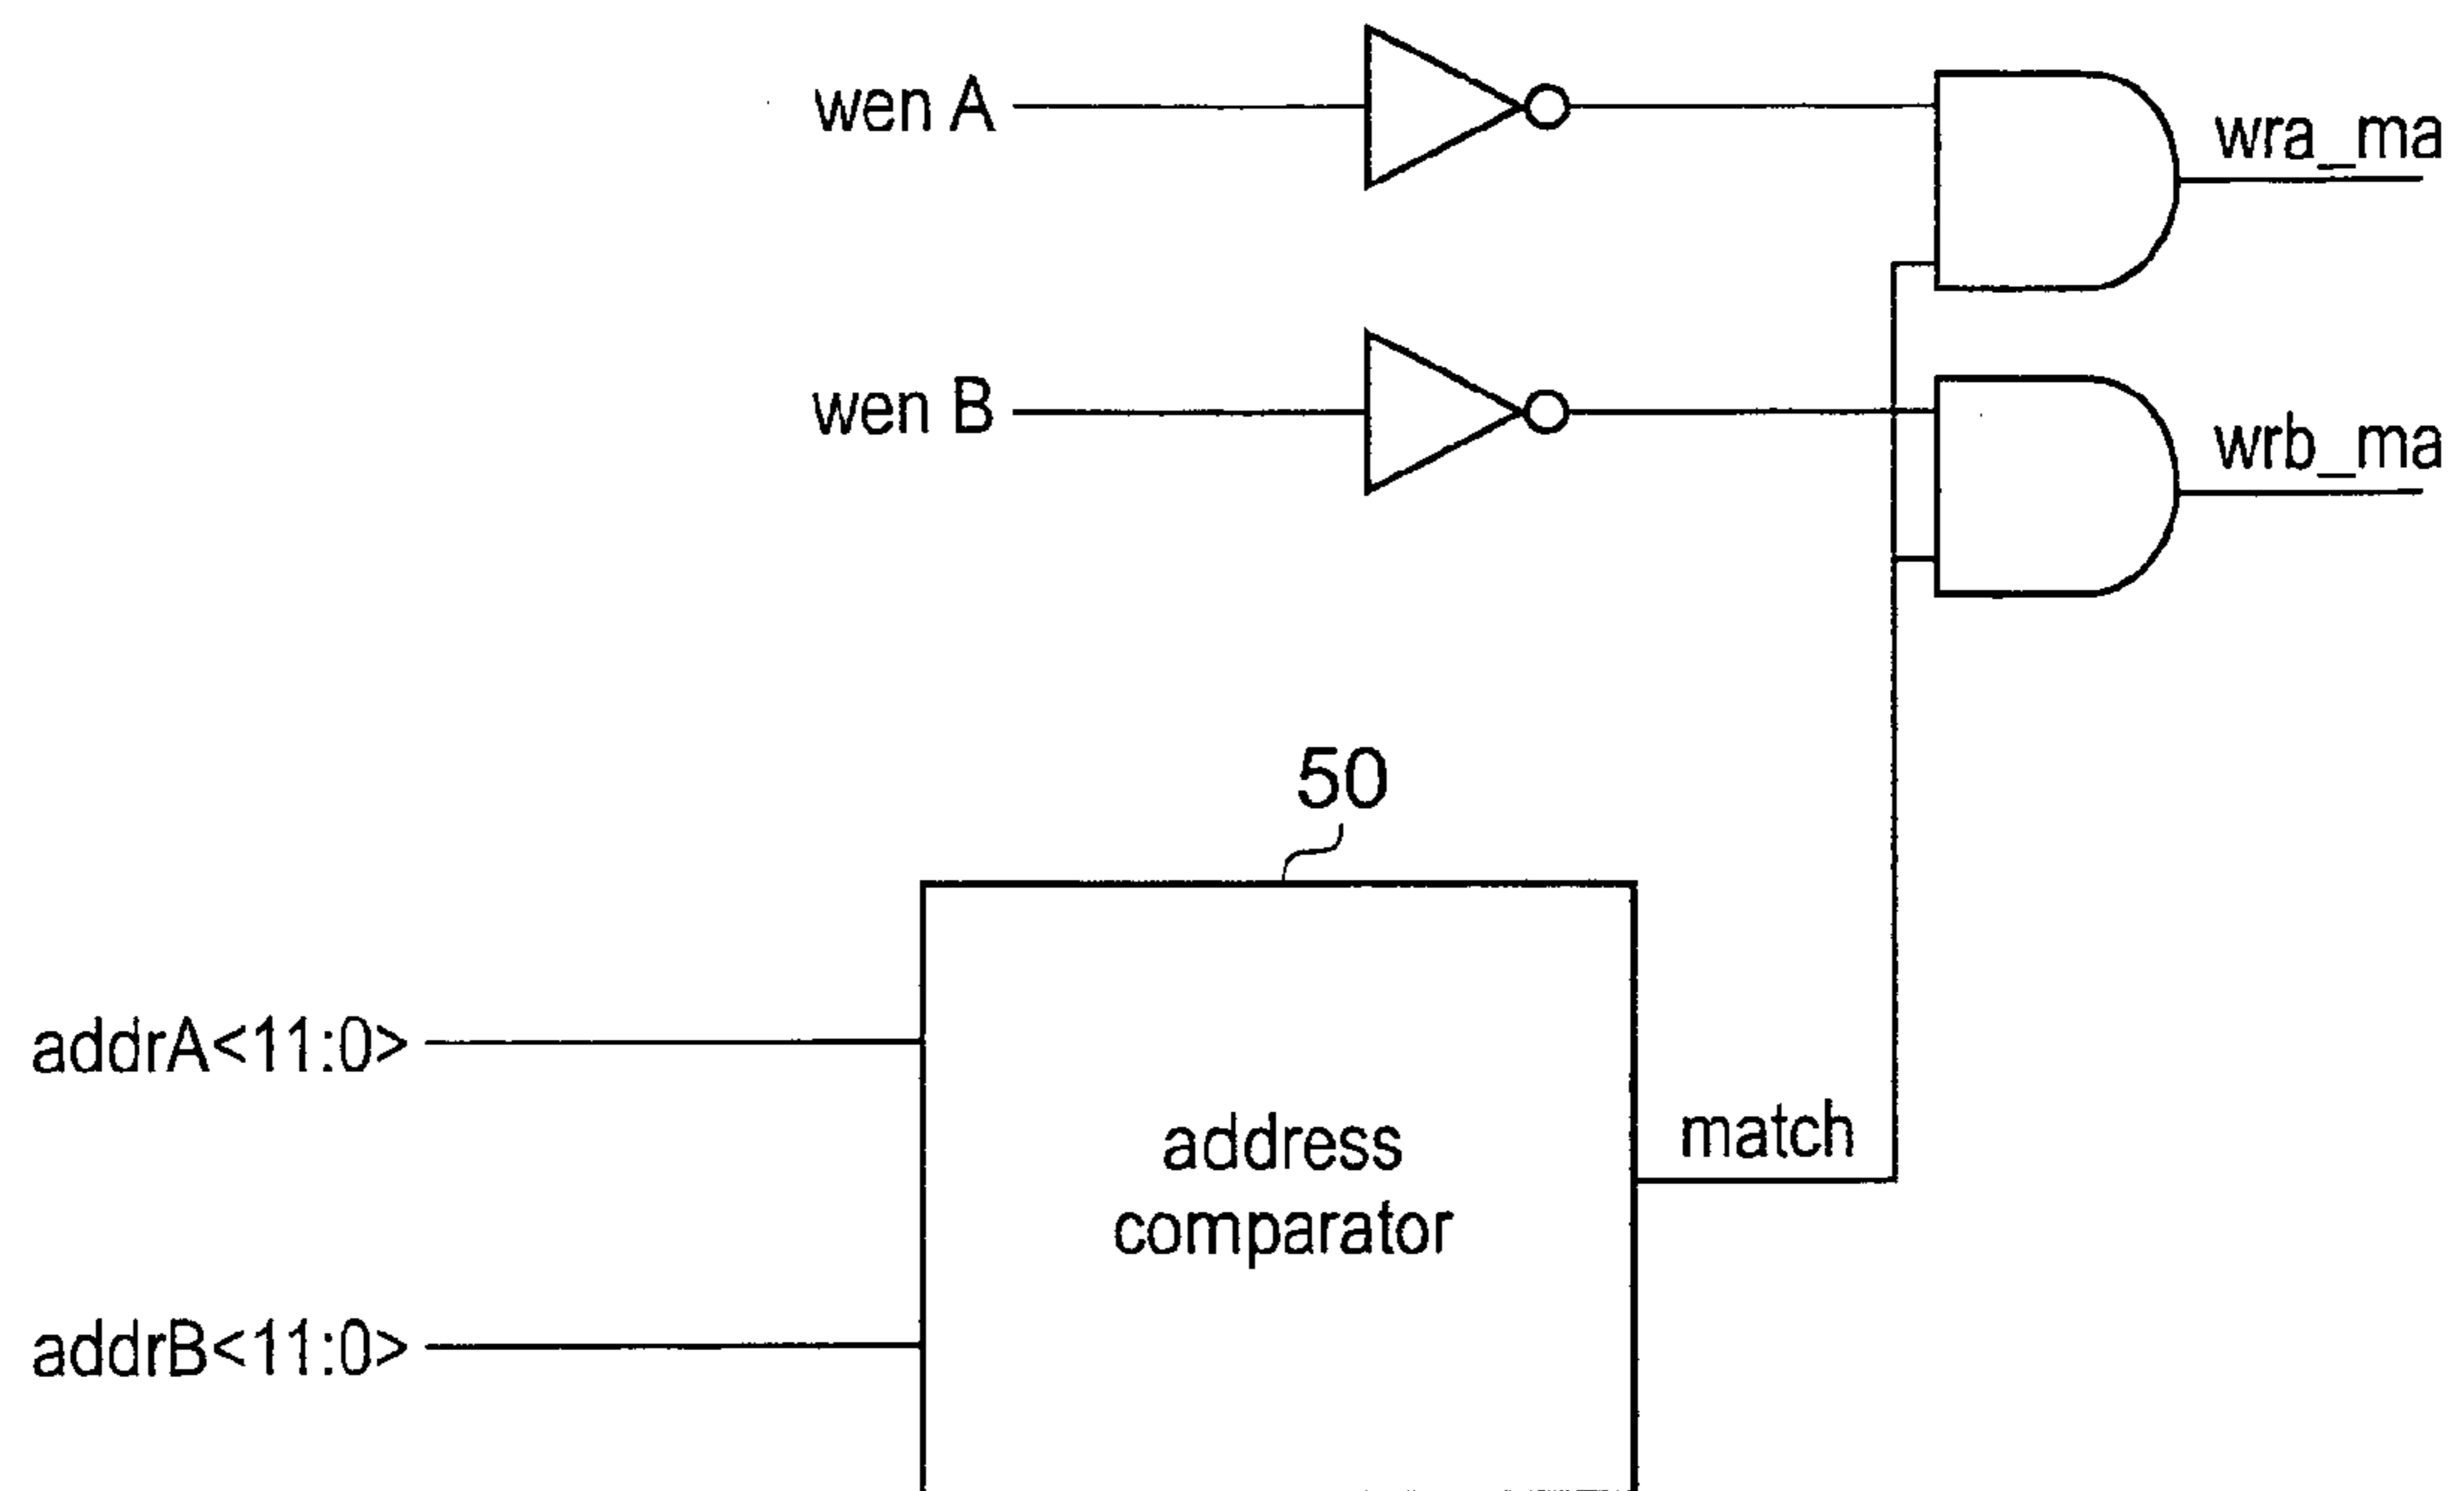 wen A
wra_ma
wen B
wrb_ma
50
addrA<11:0>
address
comparator
match
addrB<11:0>